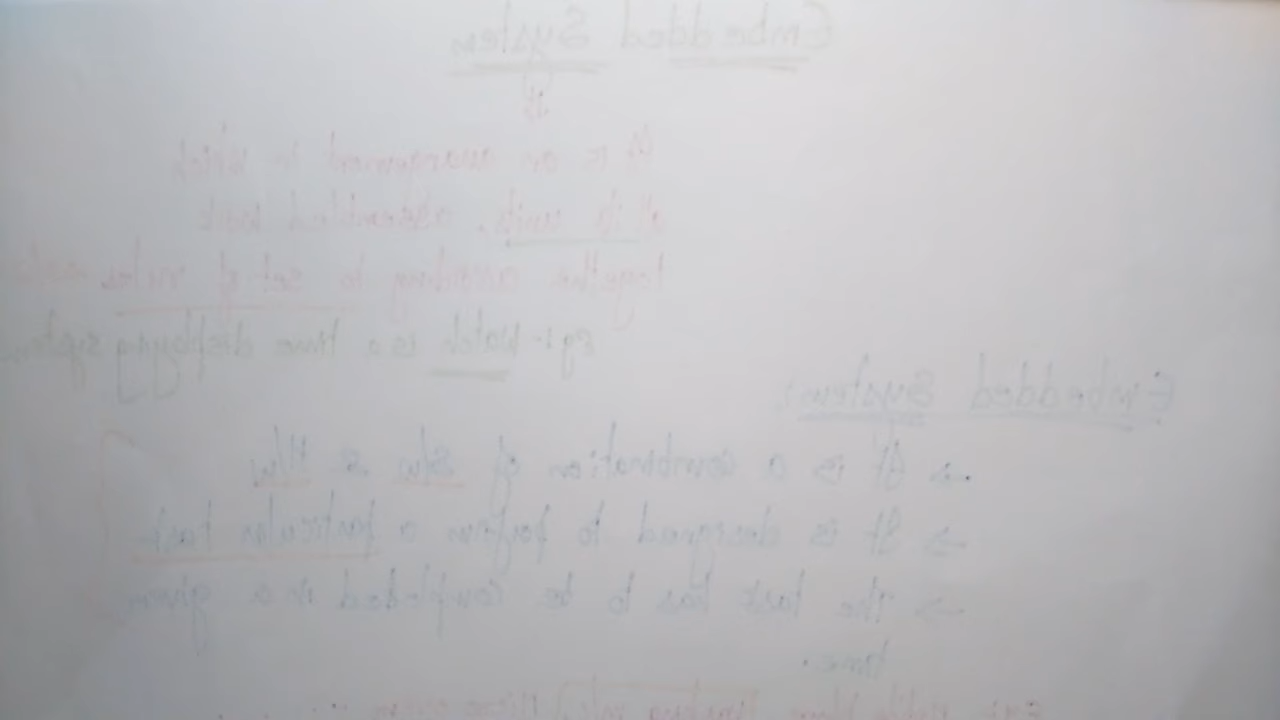 Embedded System
It is an arrangement in which
it's units, assembled work
together according to set of rules
eg:- Watch is a time displaying system
Embedded System:
→ It is a combination of s/w & H/w
→ It is designed to perform a particular task
→ The task has to be completed in a given
time.